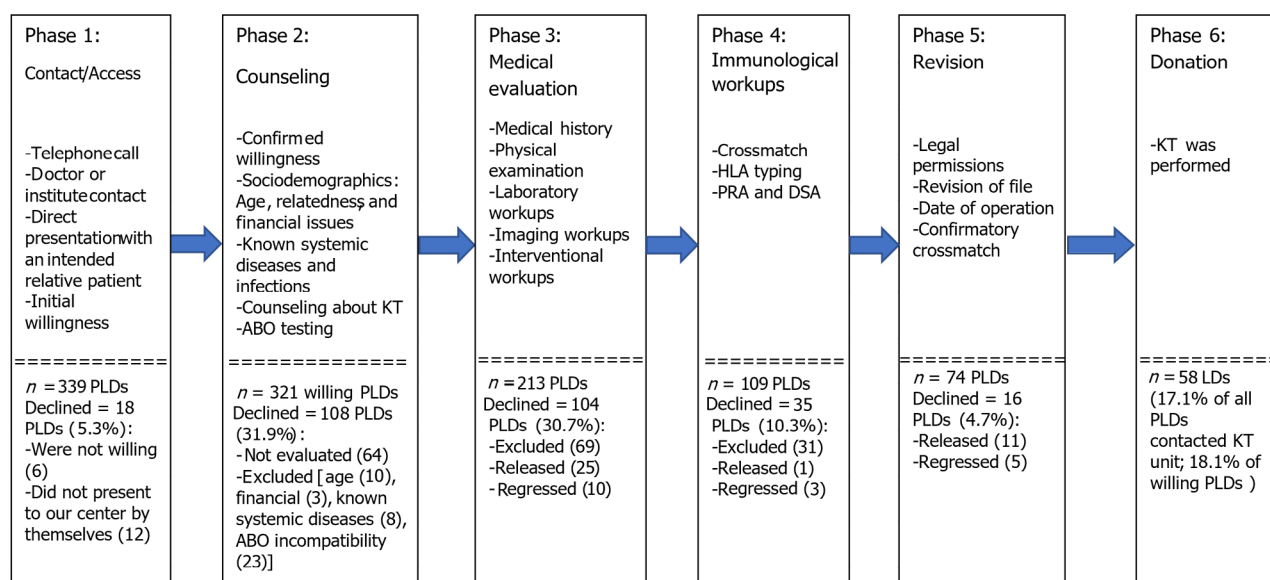 Phase 1:
Contact/Access
-Telephone call
-Doctor or
institute contact
-Direct
presentation with
an intended
relative patient
-Initial
willingness
=============
n = 339 PLDs
Declined = 18
PLDs (5.3%):
-Were not willing
(6)
-Did not present
to our center by
themselves (12)
Phase 2:
Counseling
-Confirmed
willingness
-Sociodemographics:
Age, relatedness, and
financial issues
-Known systemic
diseases and
infections
-Counseling about KT
-ABO testing
==============
n = 321 willing PLDs
Declined = 108 PLDs
(31.9%):
-Not evaluated (64)
-Excluded [age (10),
financial (3), known
systemic diseases (8),
ABO incompatibility
(23)]
Phase 3:
Medical
evaluation
-Medical history
-Physical
examination
-Laboratory
workups
-Imaging workups
-Interventional
workups
=============
n = 213 PLDs
Declined = 104
PLDs (30.7%):
-Excluded (69)
-Released (25)
-Regressed (10)
Phase 4:
Immunological
workups
-Crossmatch
-HLA typing
-PRA and DSA
============
n = 109 PLDs
Declined = 35
PLDs (10.3%):
-Excluded (31)
-Released (1)
-Regressed (3)
Phase 5:
Revision
-Legal
permissions
-Revision of file
-Date of operation
-Confirmatory
crossmatch
=============
n = 74 PLDs
Declined = 16
PLDs (4.7%):
-Released (11)
-Regressed (5)
Phase 6:
Donation
-KT was
performed
============
n = 58 LDs
(17.1% of all
PLDs
contacted KT
unit; 18.1% of
willing PLDs )